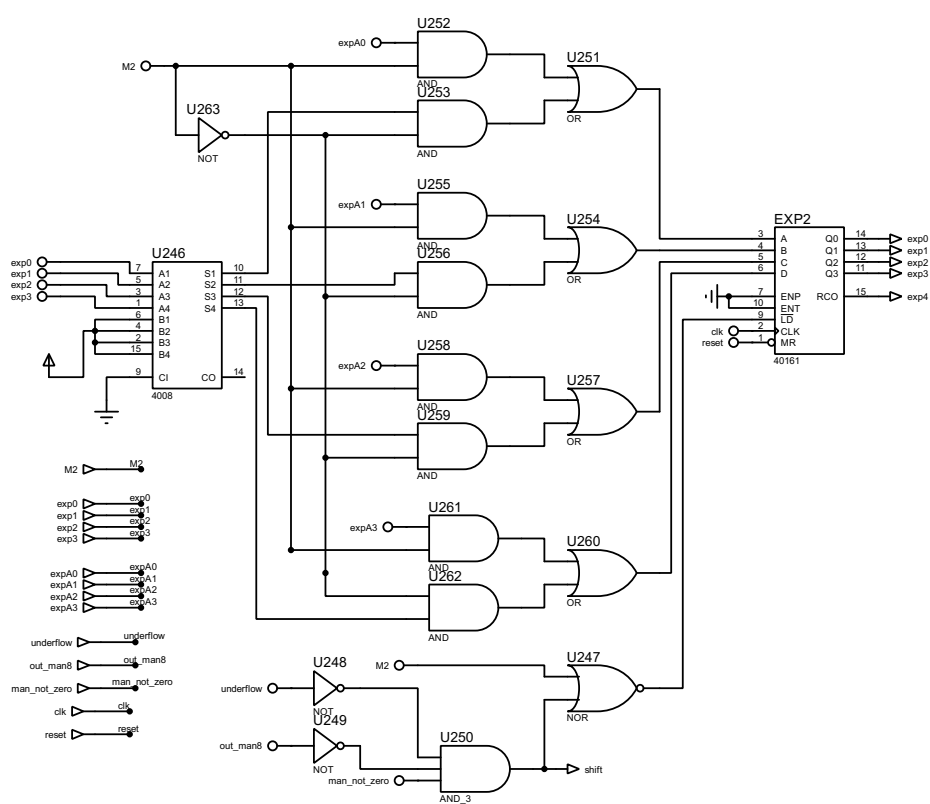 U252
expA0
AND
M2
U251
OR
U253
AND
U263
NOT
U255
expA1
AND
U254
OR
U256
AND
EXP2
3 A Q0 14 exp0
4 B Q1 13 exp1
5 C Q2 12 exp2
6 D Q3 11 exp3
7 ENP RCO 15 exp4
10 ENT
9 LD
clk 2 CLK
reset 1 MR
40161
U246
exp0 7 A1 S1 10
exp1 5 A2 S2 11
exp2 3 A3 S3 12
exp3 1 A4 S4 13
6 B1
4 B2
2 B3
15 B4
9 CI CO 14
4008
U258
expA2
AND
U257
OR
U259
AND
U261
expA3
AND
U260
OR
U262
AND
M2 M2
exp0 exp0
exp1 exp1
exp2 exp2
exp3 exp3
expA0 expA0
expA1 expA1
expA2 expA2
expA3 expA3
underflow underflow
out_man8 out_man8
man_not_zero man_not_zero
clk clk
reset reset
M2
U247
NOR
U248
underflow
NOT
U249
out_man8
NOT
man_not_zero
U250
AND_3
shift